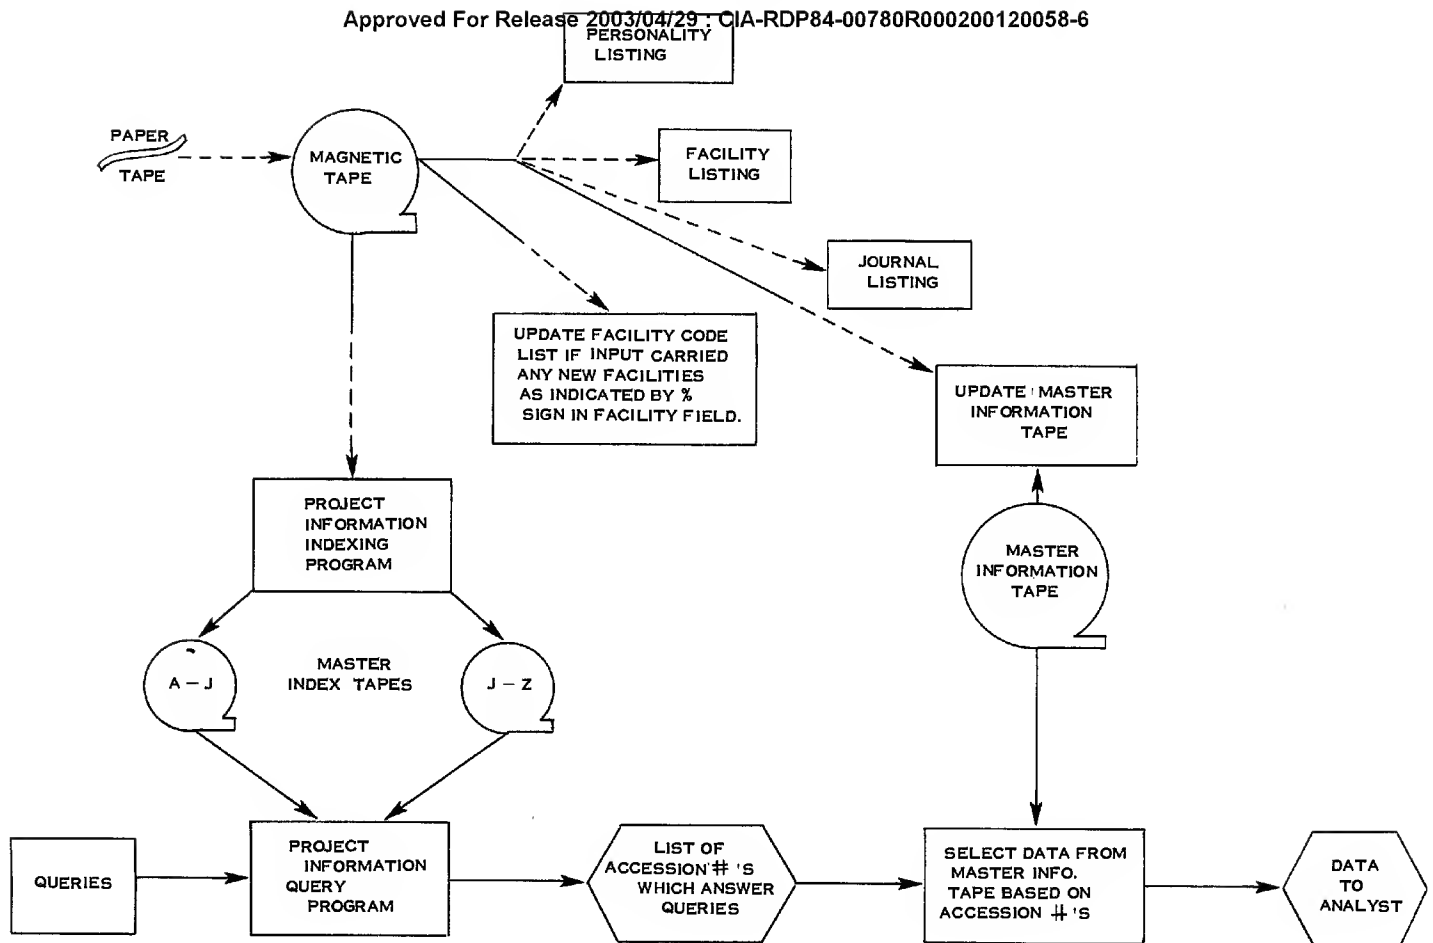 Approved For Release 2003/04/29 : CIA-RDP84-00780R000200120058-6
PERSONALITY
LISTING
PAPER
TAPE
MAGNETIC
TAPE
FACILITY
LISTING
JOURNAL
LISTING
UPDATE FACILITY CODE
LIST IF INPUT CARRIED
ANY NEW FACILITIES
AS INDICATED BY %
SIGN IN FACILITY FIELD.
UPDATE MASTER
INFORMATION
TAPE
PROJECT
INFORMATION
INDEXING
PROGRAM
MASTER
INFORMATION
TAPE
A – J
MASTER
INDEX TAPES
J – Z
QUERIES
PROJECT
INFORMATION
QUERY
PROGRAM
LIST OF
ACCESSION # 'S
WHICH ANSWER
QUERIES
SELECT DATA FROM
MASTER INFO.
TAPE BASED ON
ACCESSION # 'S
DATA
TO
ANALYST